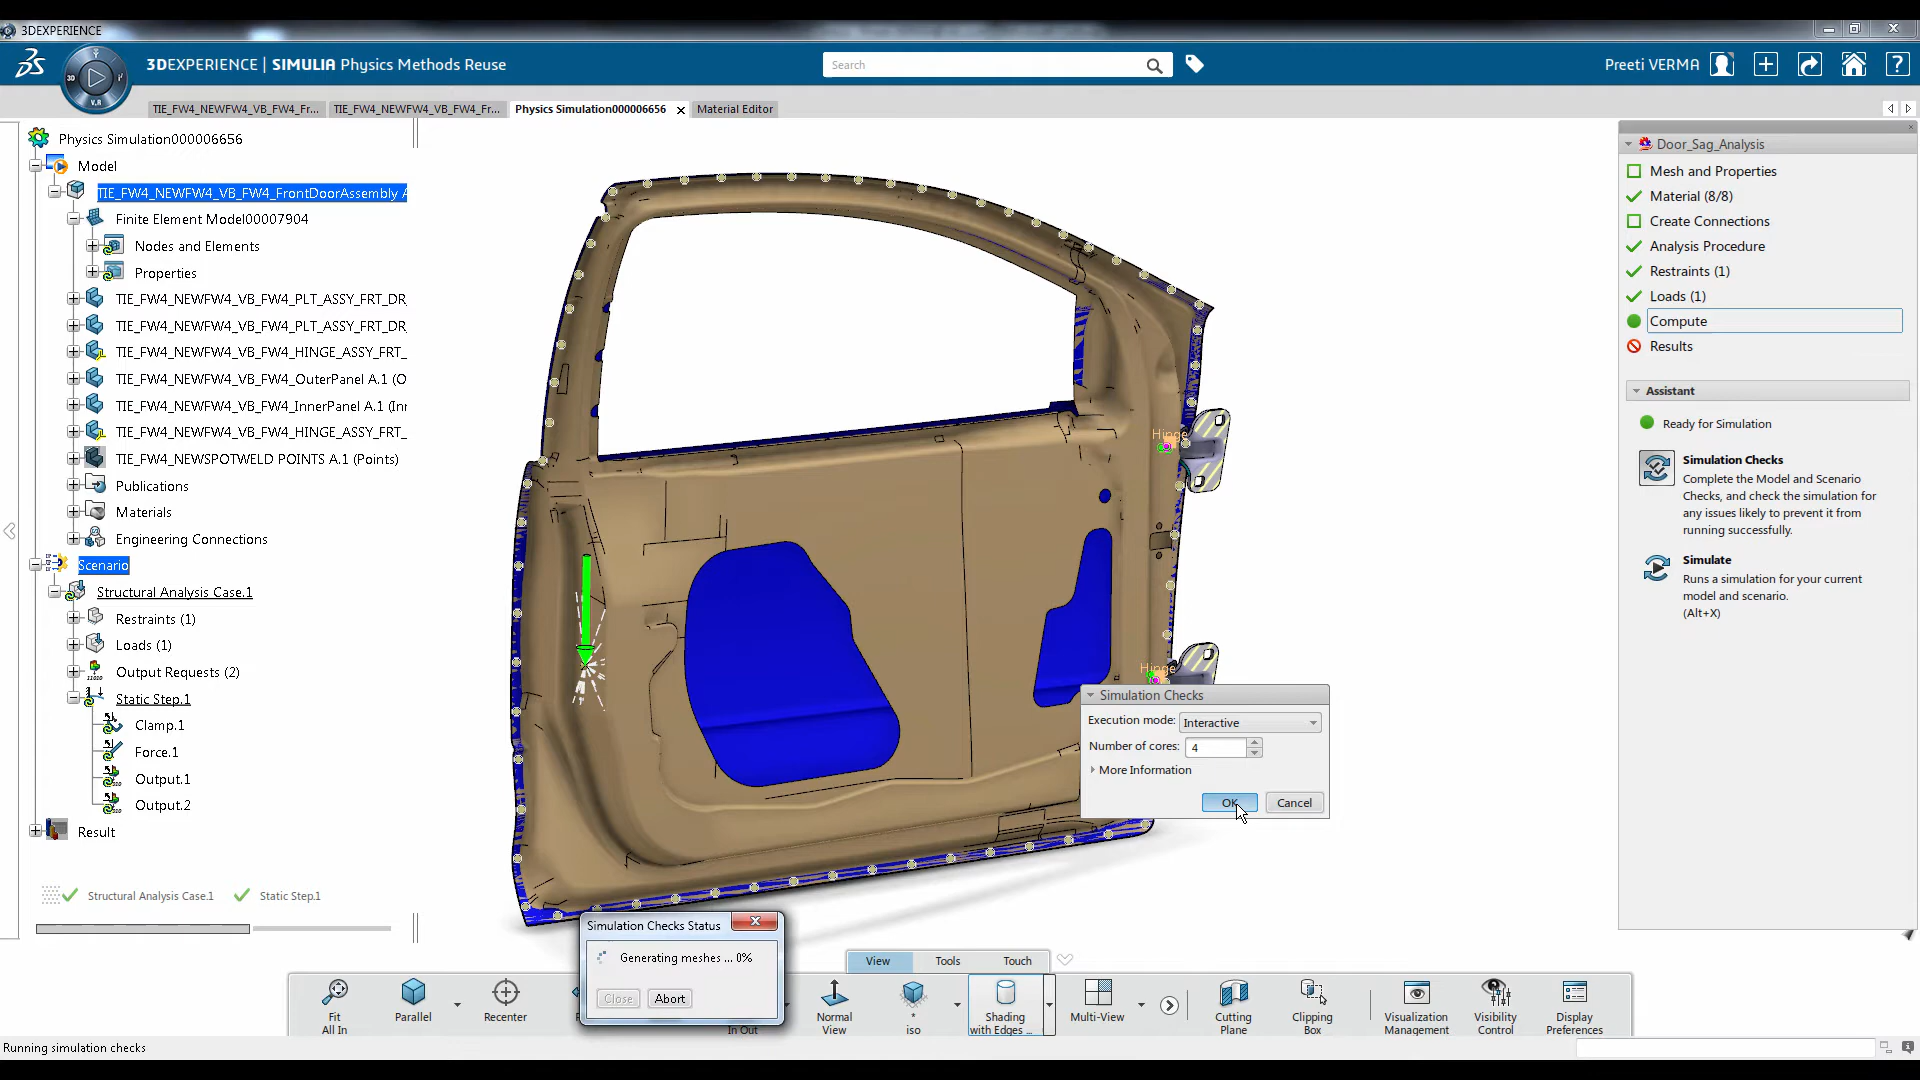 3DEXPERIENCE
3DEXPERIENCE | SIMULIA Physics Methods Reuse
Search
Preeti VERMA
3D
V.R
TIE_FW4_NEWFW4_VB_FW4_Fr...
TIE_FW4_NEWFW4_VB_FW4_Fr...
Physics Simulation000006656
Material Editor
Physics Simulation000006656
Model
TIE_FW4_NEWFW4_VB_FW4_FrontDoorAssembly A
Finite Element Model00007904
Nodes and Elements
Properties
TIE_FW4_NEWFW4_VB_FW4_PLT_ASSY_FRT_DR_
TIE_FW4_NEWFW4_VB_FW4_PLT_ASSY_FRT_DR_
TIE_FW4_NEWFW4_VB_FW4_HINGE_ASSY_FRT_
TIE_FW4_NEWFW4_VB_FW4_OuterPanel A.1 (O
TIE_FW4_NEWFW4_VB_FW4_InnerPanel A.1 (Inr
TIE_FW4_NEWFW4_VB_FW4_HINGE_ASSY_FRT_
TIE_FW4_NEWSPOTWELD POINTS A.1 (Points)
Publications
Materials
Engineering Connections
Scenario
Structural Analysis Case.1
Restraints (1)
Loads (1)
Output Requests (2)
Static Step.1
Clamp.1
Force.1
Output.1
Output.2
Result
Structural Analysis Case.1
Static Step.1
Hinge
Hinge
Simulation Checks
Execution mode: Interactive
Number of cores: 4
More Information
OK
Cancel
Simulation Checks Status
Generating meshes ... 0%
Close
Abort
Door_Sag_Analysis
Mesh and Properties
Material (8/8)
Create Connections
Analysis Procedure
Restraints (1)
Loads (1)
Compute
Results
Assistant
Ready for Simulation
Simulation Checks
Complete the Model and Scenario
Checks, and check the simulation for
any issues likely to prevent it from
running successfully.
Simulate
Runs a simulation for your current
model and scenario.
(Alt+X)
View
Tools
Touch
Fit
All In
Parallel
Recenter
In Out
Normal
View
*
iso
Shading
with Edges ...
Multi-View
Cutting
Plane
Clipping
Box
Visualization
Management
Visibility
Control
Display
Preferences
Running simulation checks